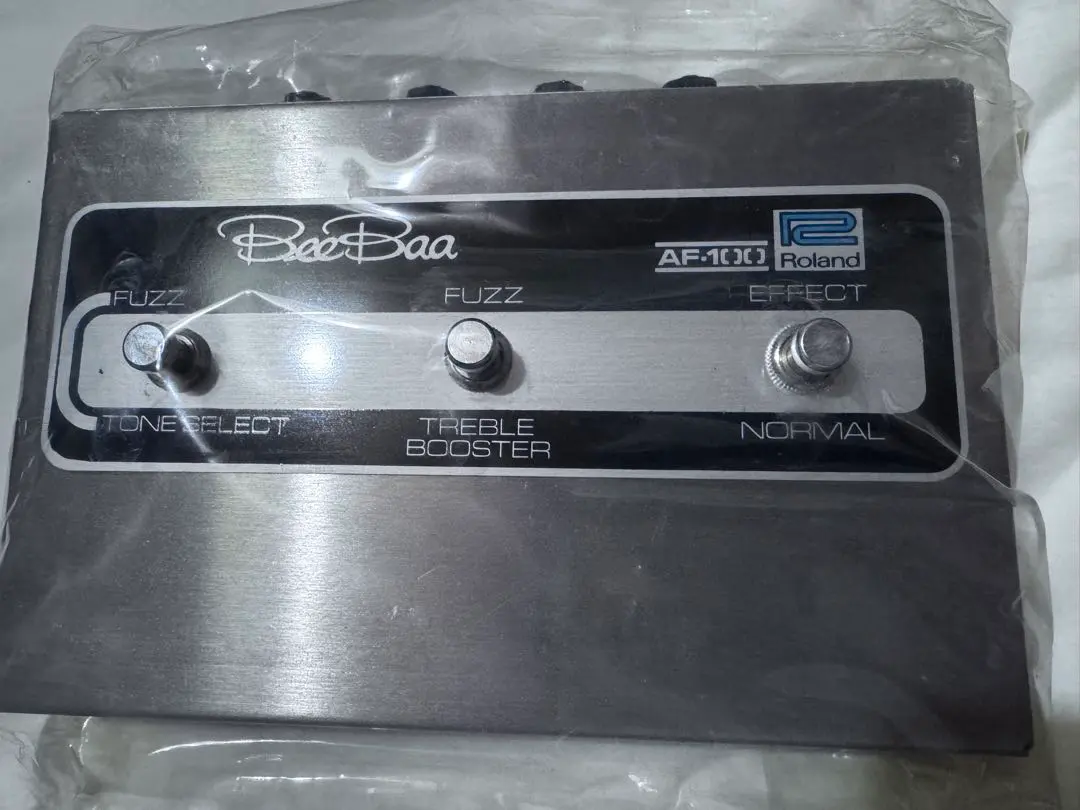 BeeBaa
AF-100
Roland
FUZZ
FUZZ
EFFECT
TONE SELECT
TREBLE
BOOSTER
NORMAL